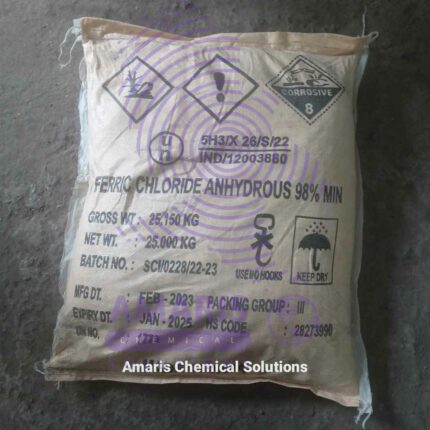 CORROSIVE
8
u
n
5H3/X 26/S/22
IND/12003880
FERRIC CHLORIDE ANHYDROUS 98% MIN
GROSS WT : 25.150 KG
NET WT. : 25.000 KG
BATCH NO. : SCI/0228/22-23
USE NO HOOKS
KEEP DRY
MFG DT. : FEB - 2023 PACKING GROUP : III
EXPIRY DT. : JAN - 2025 HS CODE : 28273990
UN NO.
AMARIS
CHEMICAL
Amaris Chemical Solutions